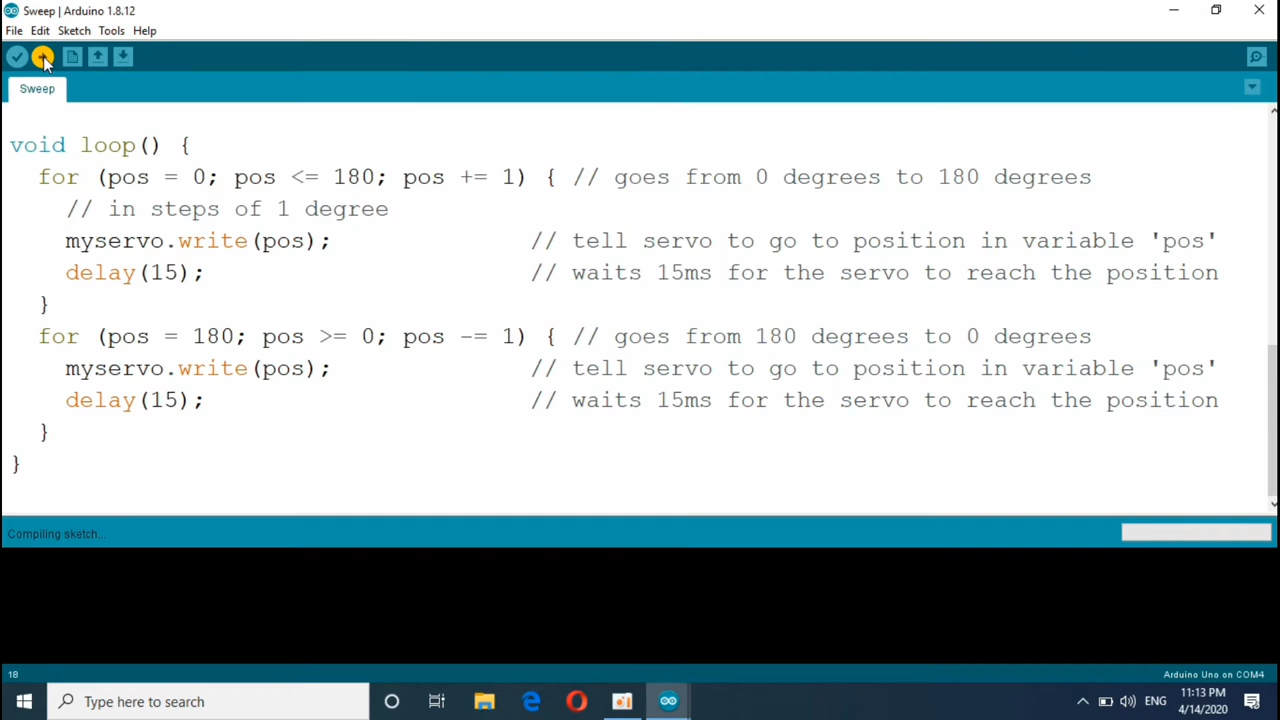 Sweep | Arduino 1.8.12
File Edit Sketch Tools Help
Sweep
void loop() {
  for (pos = 0; pos <= 180; pos += 1) { // goes from 0 degrees to 180 degrees
    // in steps of 1 degree
    myservo.write(pos);              // tell servo to go to position in variable 'pos'
    delay(15);                       // waits 15ms for the servo to reach the position
  }
  for (pos = 180; pos >= 0; pos -= 1) { // goes from 180 degrees to 0 degrees
    myservo.write(pos);              // tell servo to go to position in variable 'pos'
    delay(15);                       // waits 15ms for the servo to reach the position
  }
}
Compiling sketch...
18 Arduino Uno on COM4
Type here to search
ENG
11:13 PM
4/14/2020